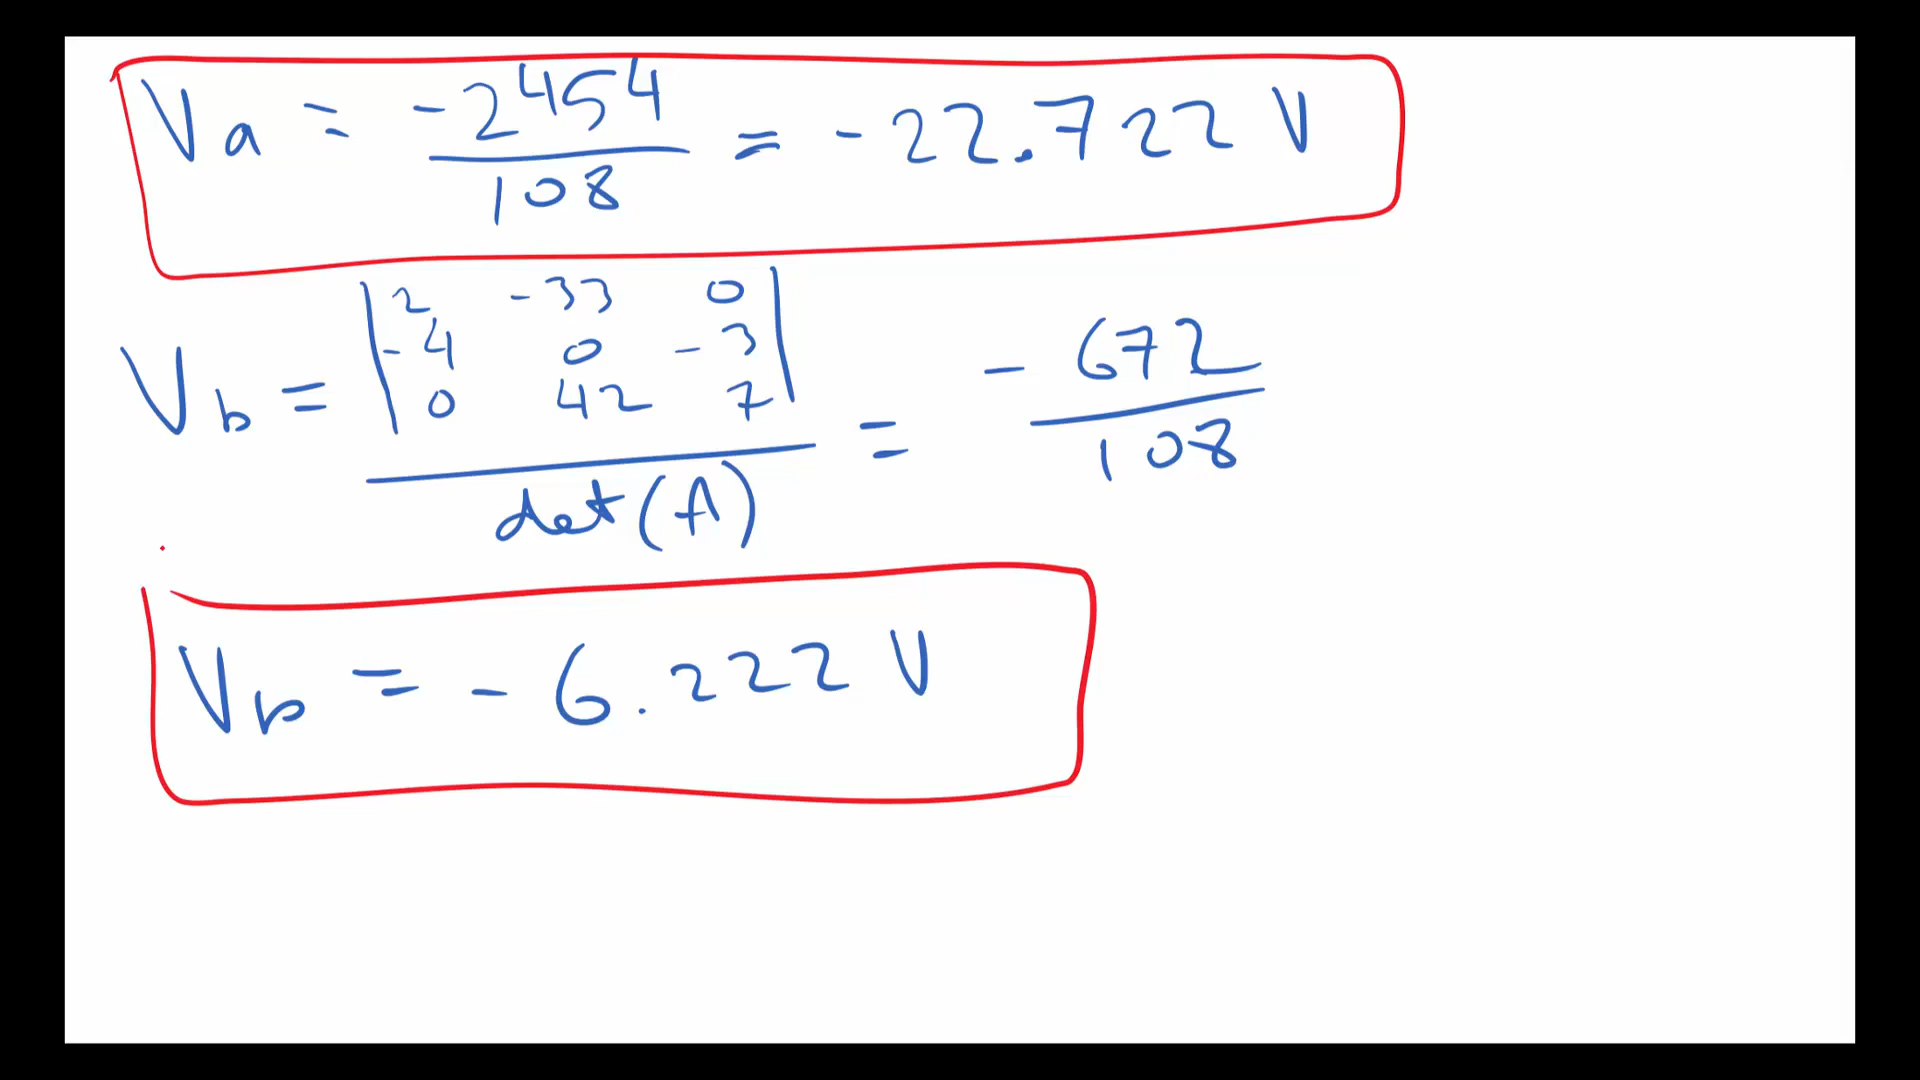 Va = -2454/108 = -22.722 V
Vb = | 2 -33 0 |
| -4 0 -3 |
| 0 42 7 | / det(A) = -672/108
Vb = -6.222 V